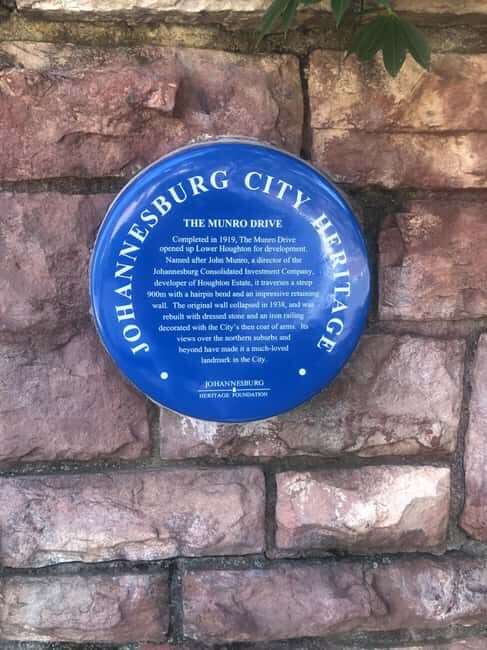 JOHANNESBURG CITY HERITAGE
THE MUNRO DRIVE
Completed in 1919, The Munro Drive
opened up Lower Houghton for development.
Named after John Munro, a director of the
Johannesburg Consolidated Investment Company,
developer of Houghton Estate, it traverses a steep
900m with a hairpin bend and an impressive retaining
wall. The original wall collapsed in 1938, and was
rebuilt with dressed stone and an iron railing
decorated with the City's then coat of arms. Its
views over the northern suburbs and
beyond have made it a much-loved
landmark in the City.
JOHANNESBURG
HERITAGE FOUNDATION